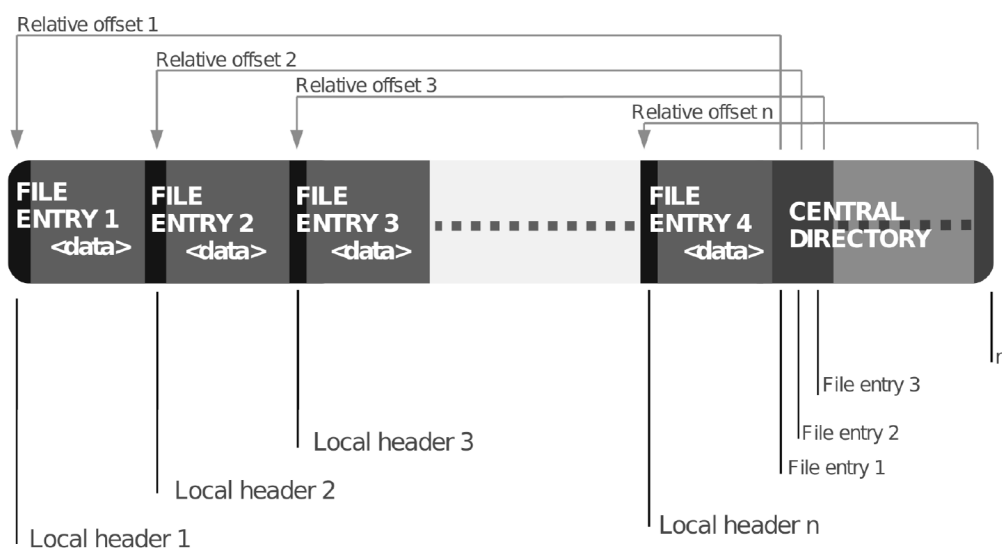 Relative offset 1
Relative offset 2
Relative offset 3
Relative offset n
FILE
ENTRY 1
<data>
FILE
ENTRY 2
<data>
FILE
ENTRY 3
<data>
FILE
ENTRY 4
<data>
CENTRAL
DIRECTORY
n
File entry 3
File entry 2
File entry 1
Local header 3
Local header 2
Local header n
Local header 1